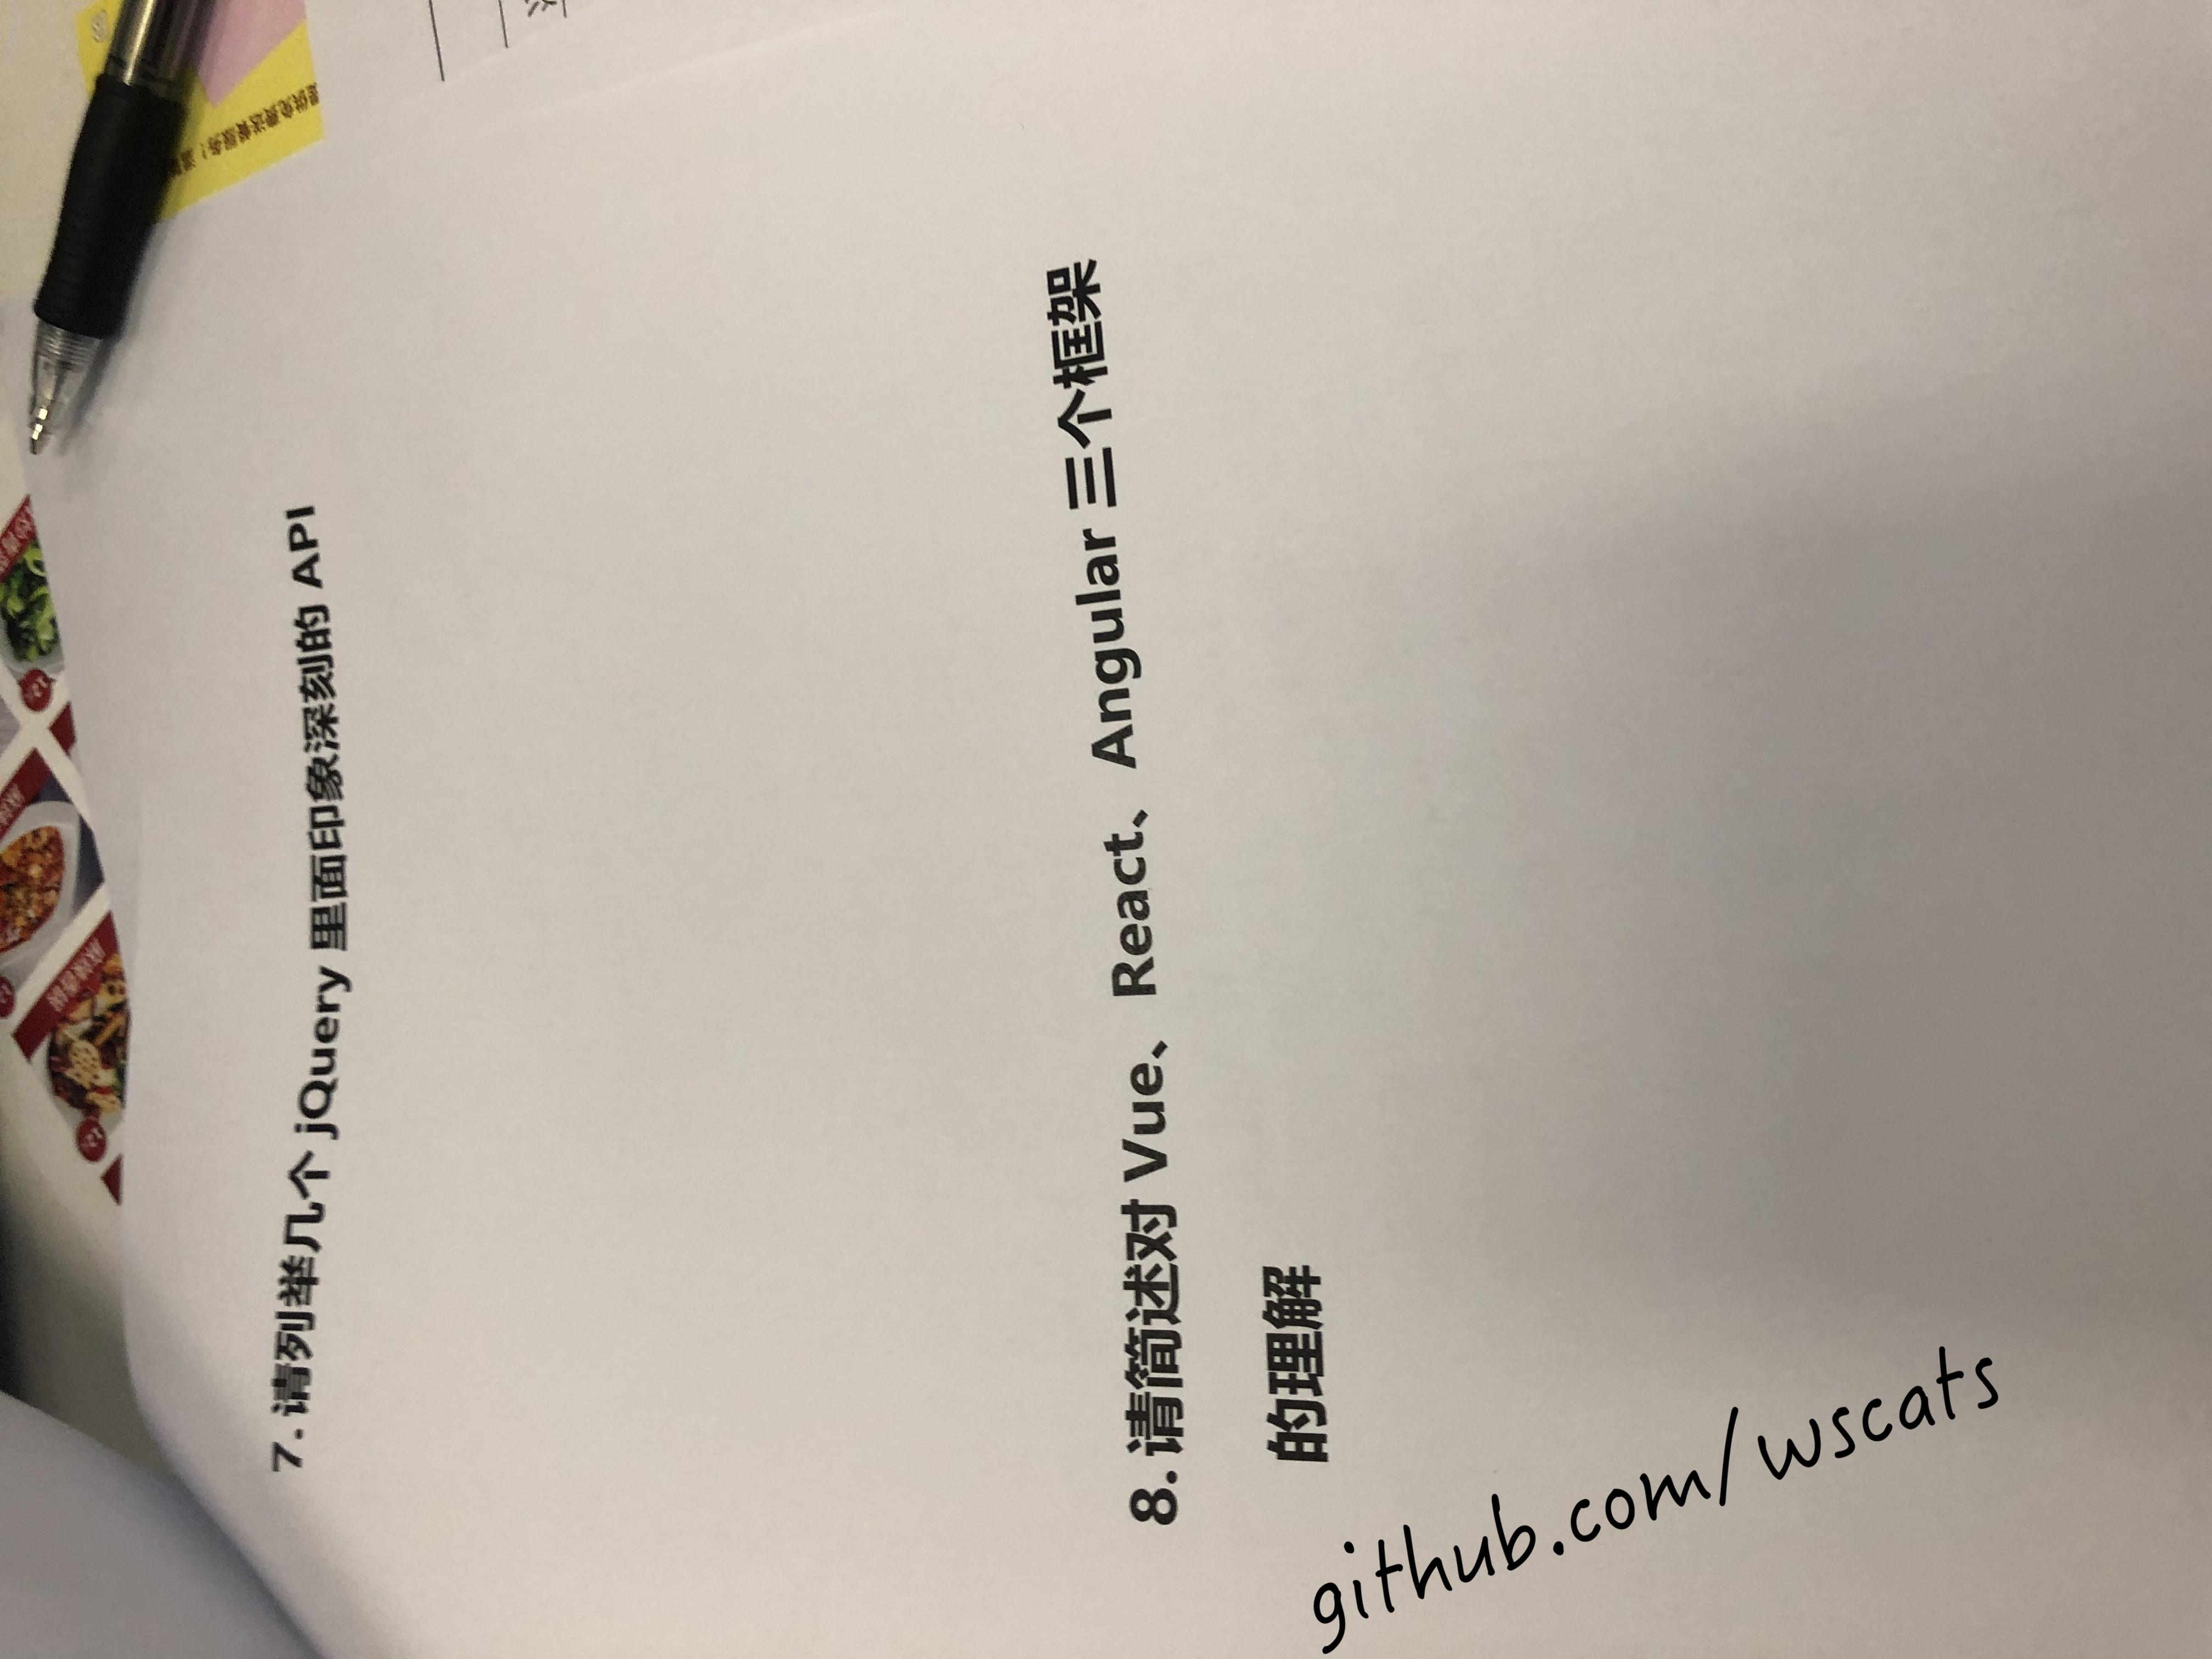 7. 请列举几个 jQuery 里面印象深刻的 API
8. 请简述对 Vue、React、Angular 三个框架
的理解
github.com/wscats